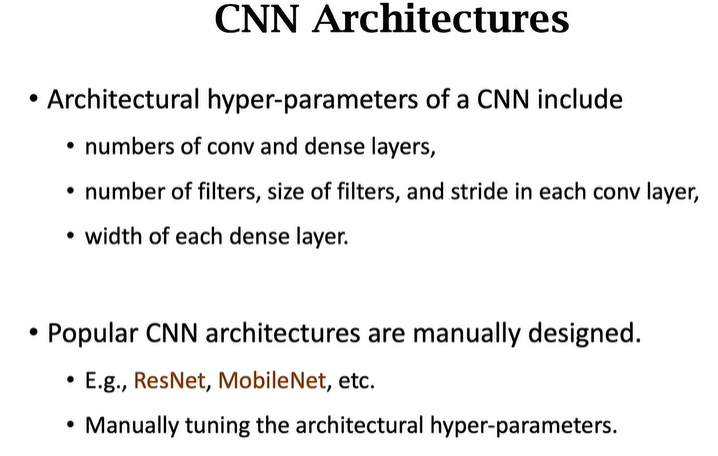 CNN Architectures
• Architectural hyper-parameters of a CNN include
• numbers of conv and dense layers,
• number of filters, size of filters, and stride in each conv layer,
• width of each dense layer.
• Popular CNN architectures are manually designed.
• E.g., ResNet, MobileNet, etc.
• Manually tuning the architectural hyper-parameters.